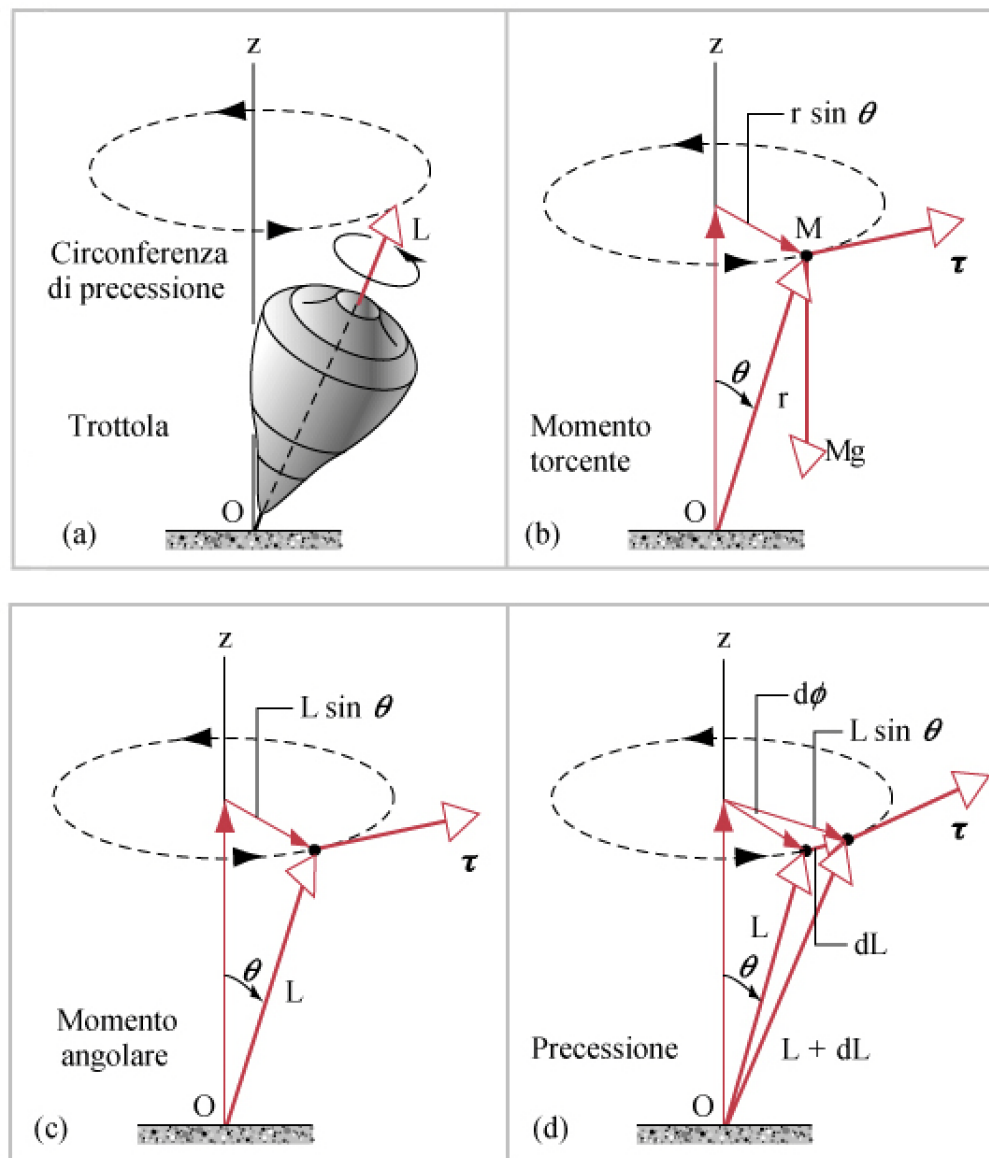 z
L
Circonferenza
di precessione
Trottola
O
(a)
z
r sin θ
M
τ
θ
r
Momento
torcente
Mg
O
(b)
z
L sin θ
τ
θ
L
Momento
angolare
O
(c)
z
dϕ
L sin θ
τ
L
dL
θ
Precessione
L + dL
O
(d)